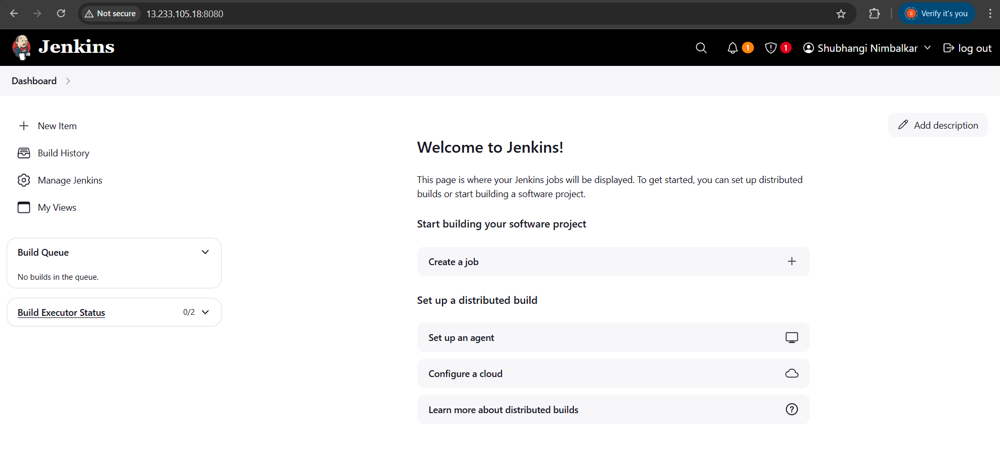 Not secure 13.233.105.18:8080 S Verify it's you
Jenkins 1 1 Shubhangi Nimbalkar log out
Dashboard
New Item
Build History
Manage Jenkins
My Views
Build Queue
No builds in the queue.
Build Executor Status 0/2
Add description
Welcome to Jenkins!
This page is where your Jenkins jobs will be displayed. To get started, you can set up distributed
builds or start building a software project.
Start building your software project
Create a job
Set up a distributed build
Set up an agent
Configure a cloud
Learn more about distributed builds